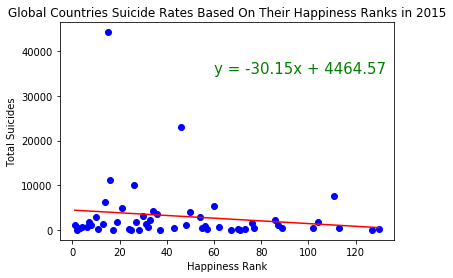 Global Countries Suicide Rates Based On Their Happiness Ranks in 2015
y = -30.15x + 4464.57
Total Suicides
40000
30000
20000
10000
0
0 20 40 60 80 100 120
Happiness Rank